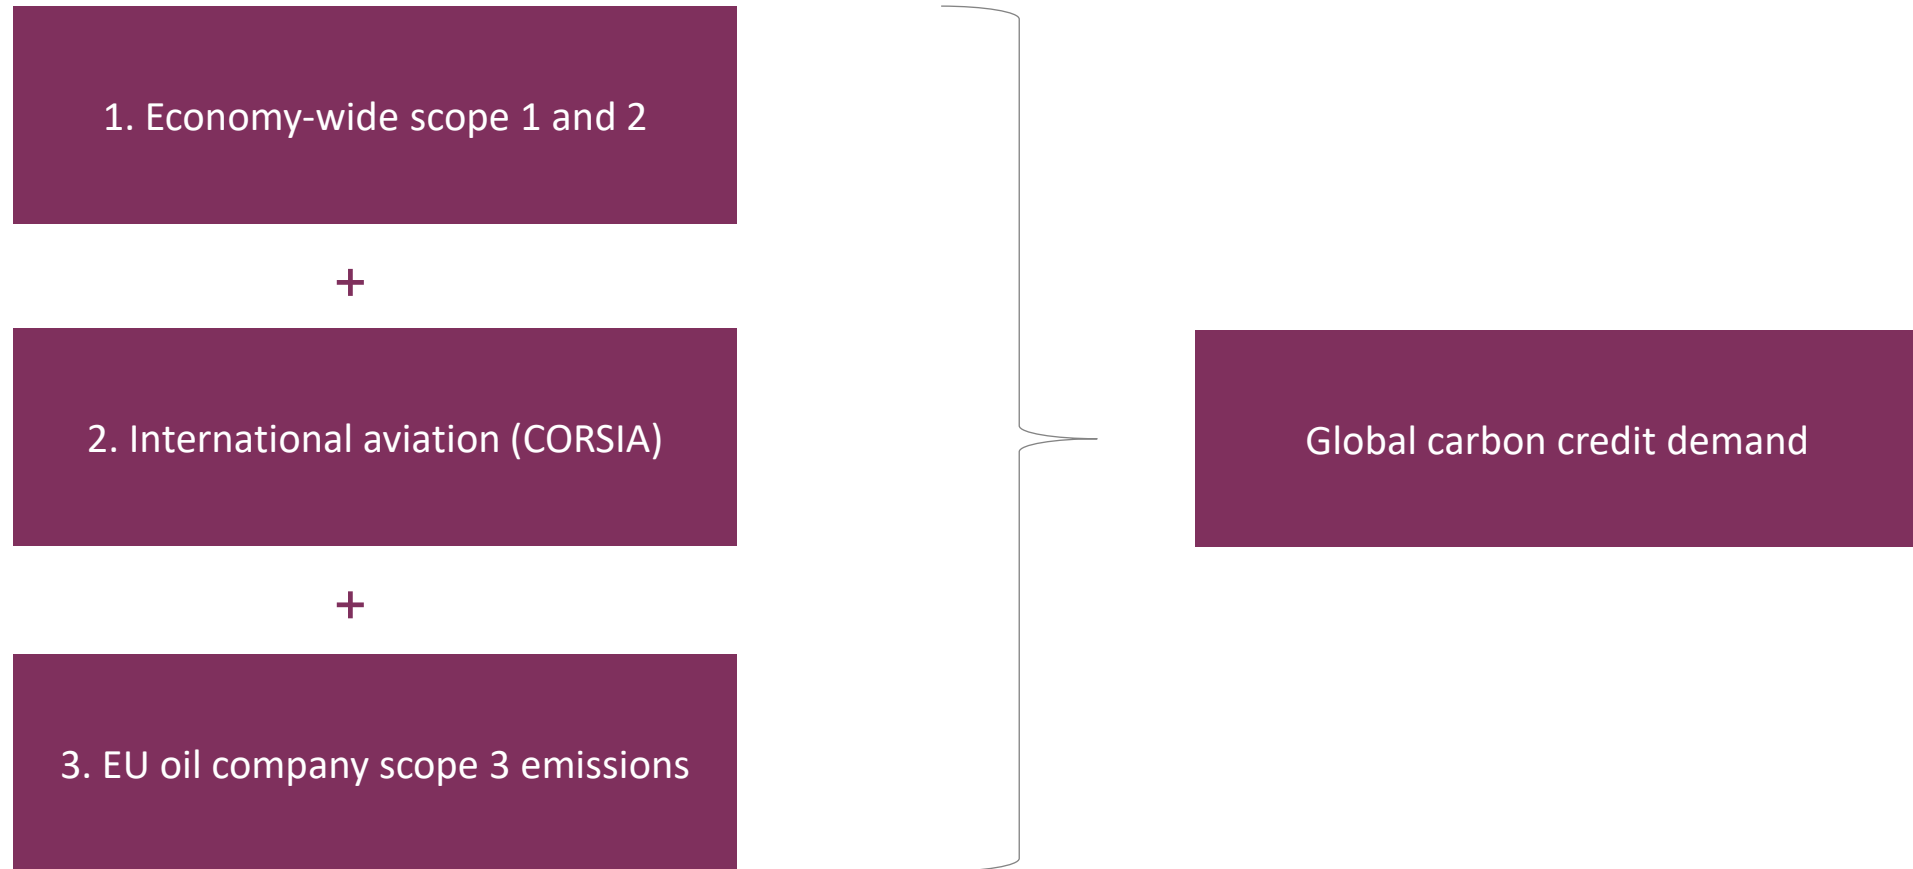 1. Economy-wide scope 1 and 2
+
2. International aviation (CORSIA)
+
3. EU oil company scope 3 emissions
Global carbon credit demand